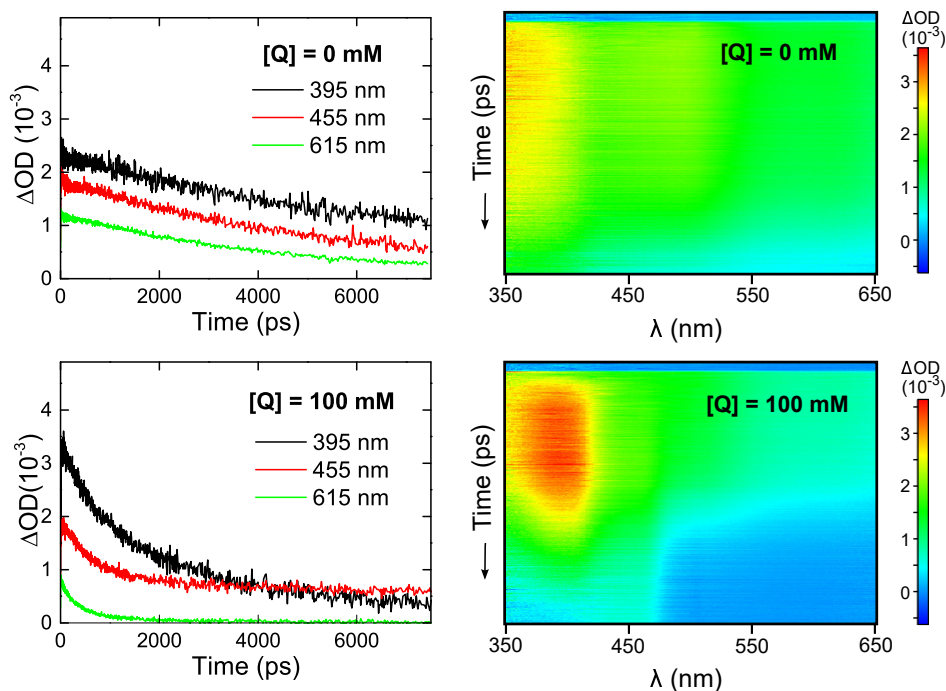 [Q] = 0 mM
395 nm
455 nm
615 nm
ΔOD (10⁻³)
4
3
2
1
0
0 2000 4000 6000
Time (ps)
[Q] = 0 mM
Time (ps)
350 450 550 650
λ (nm)
ΔOD
(10⁻³)
3
2
1
0
[Q] = 100 mM
395 nm
455 nm
615 nm
ΔOD(10⁻³)
4
3
2
1
0
0 2000 4000 6000
Time (ps)
[Q] = 100 mM
Time (ps)
350 450 550 650
λ (nm)
ΔOD
(10⁻³)
3
2
1
0